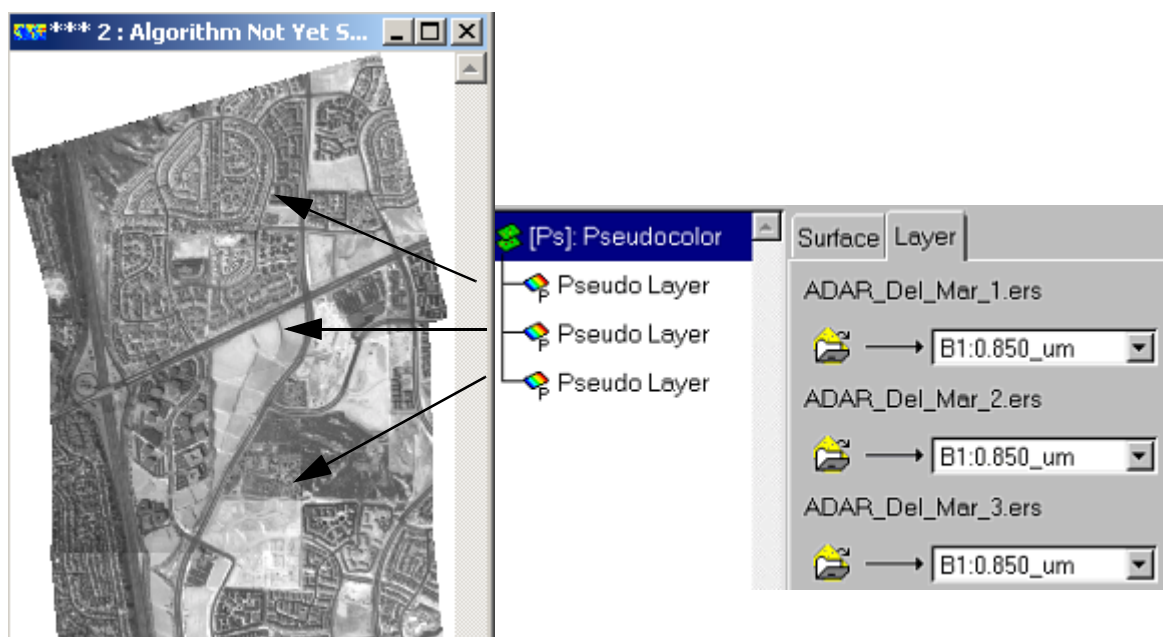 *** 2 : Algorithm Not Yet S...
[Ps]: Pseudocolor
Pseudo Layer
Pseudo Layer
Pseudo Layer
Surface Layer
ADAR_Del_Mar_1.ers
B1:0.850_um
ADAR_Del_Mar_2.ers
B1:0.850_um
ADAR_Del_Mar_3.ers
B1:0.850_um